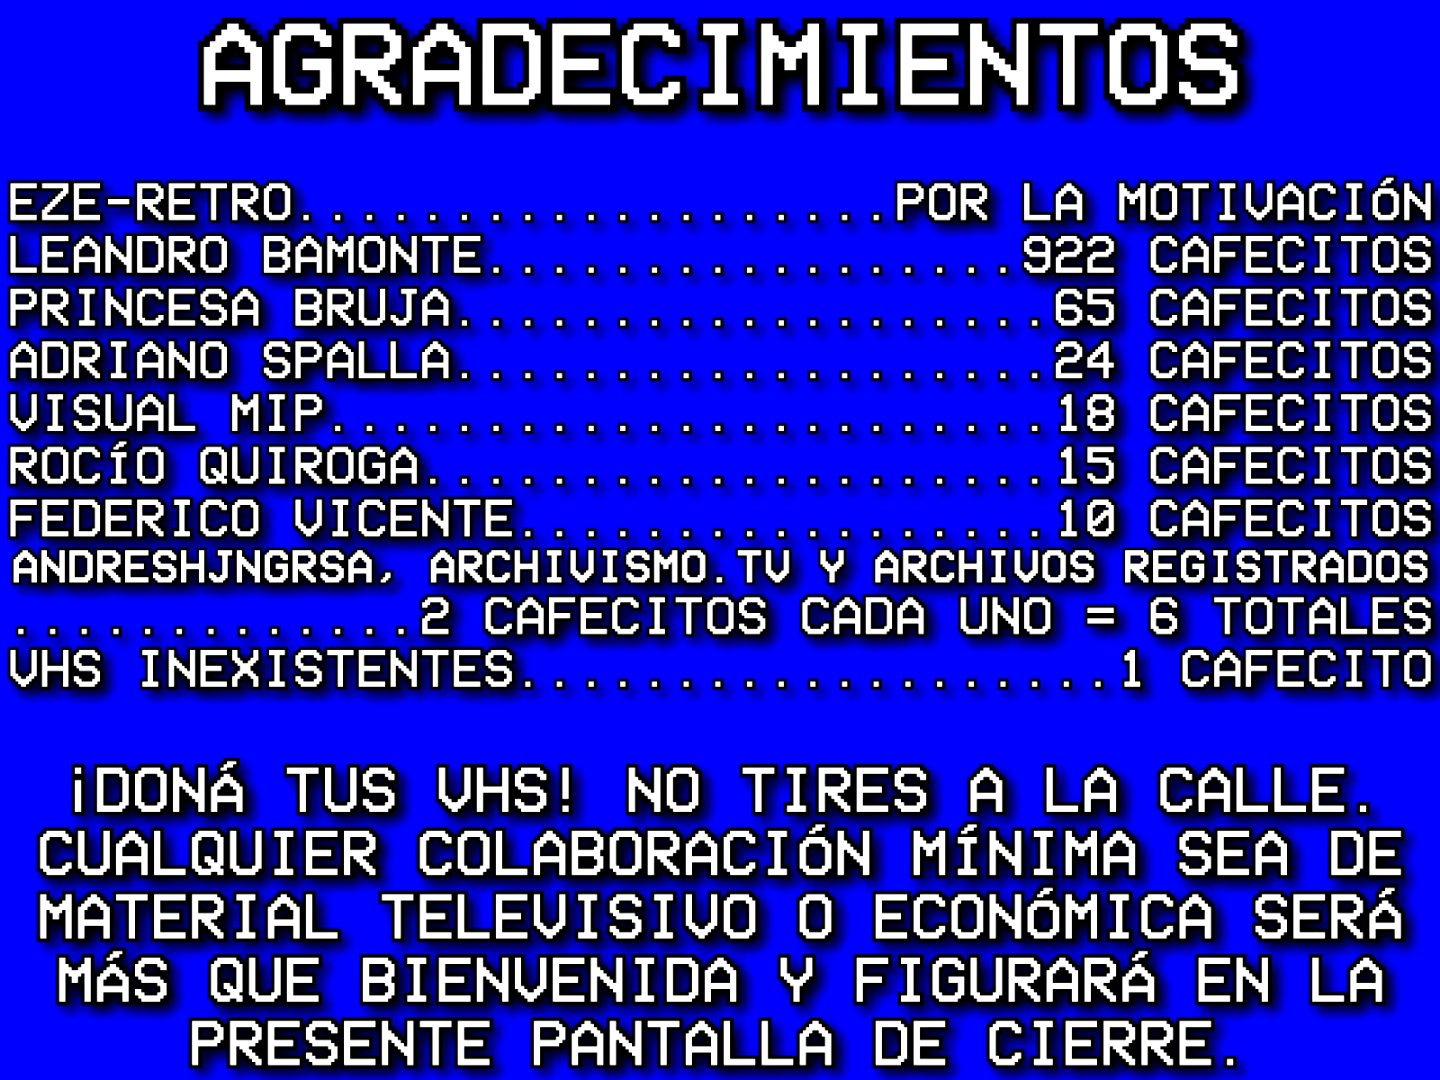 AGRADECIMIENTOS
EZE-RETRO...................POR LA MOTIVACIÓN
LEANDRO BAMONTE.................922 CAFECITOS
PRINCESA BRUJA...................65 CAFECITOS
ADRIANO SPALLA...................24 CAFECITOS
VISUAL MIP.......................18 CAFECITOS
ROCÍO QUIROGA....................15 CAFECITOS
FEDERICO VICENTE.................10 CAFECITOS
ANDRESHJNGRSA, ARCHIVISMO.TV Y ARCHIVOS REGISTRADOS
.............2 CAFECITOS CADA UNO = 6 TOTALES
VHS INEXISTENTES...................1 CAFECITO
¡DONÁ TUS VHS! NO TIRES A LA CALLE.
CUALQUIER COLABORACIÓN MÍNIMA SEA DE
MATERIAL TELEVISIVO O ECONÓMICA SERÁ
MÁS QUE BIENVENIDA Y FIGURARÁ EN LA
PRESENTE PANTALLA DE CIERRE.